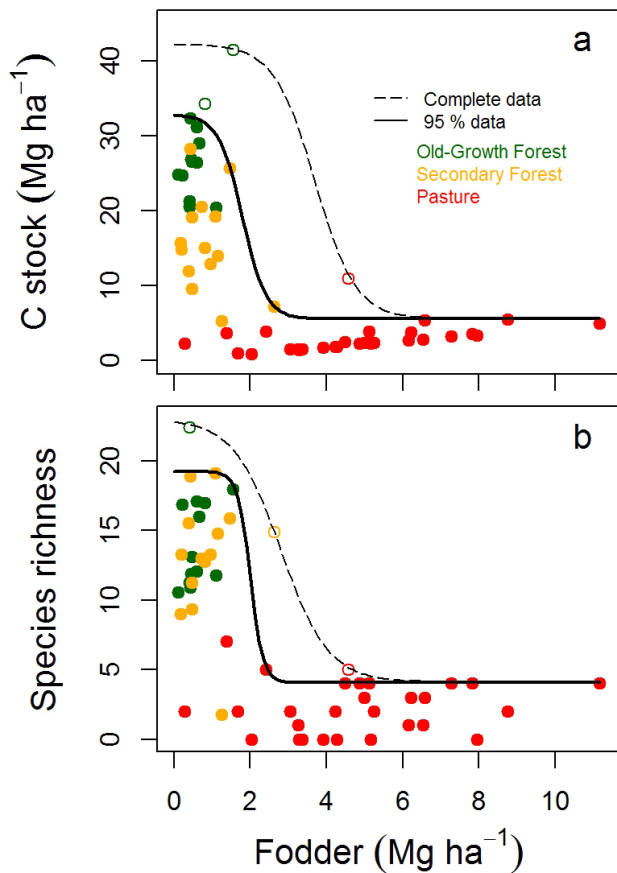 a
C stock (Mg ha⁻¹)
40
30
20
10
0
Complete data
95 % data
Old-Growth Forest
Secondary Forest
Pasture
b
Species richness
20
15
10
5
0
0 2 4 6 8 10
Fodder (Mg ha⁻¹)